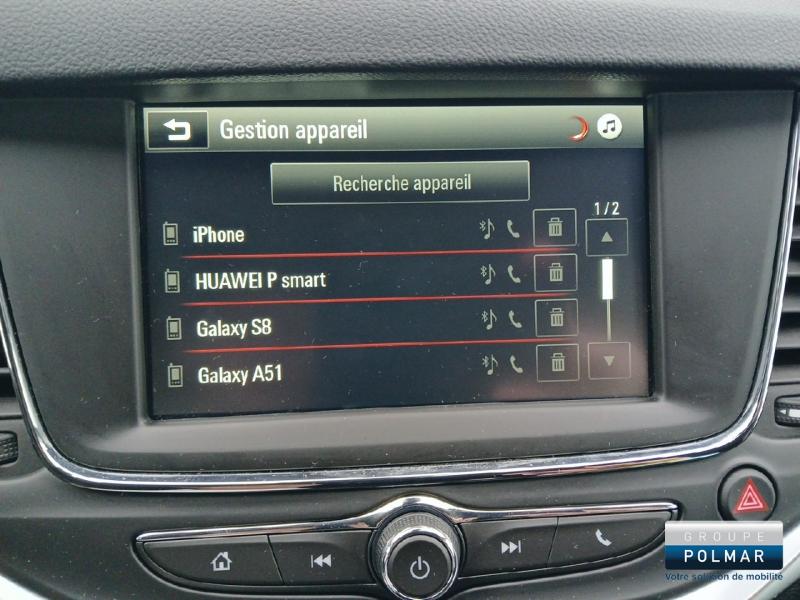 Gestion appareil
Recherche appareil
1/2
iPhone
HUAWEI P smart
Galaxy S8
Galaxy A51
GROUPE
POLMAR
Votre solution de mobilité